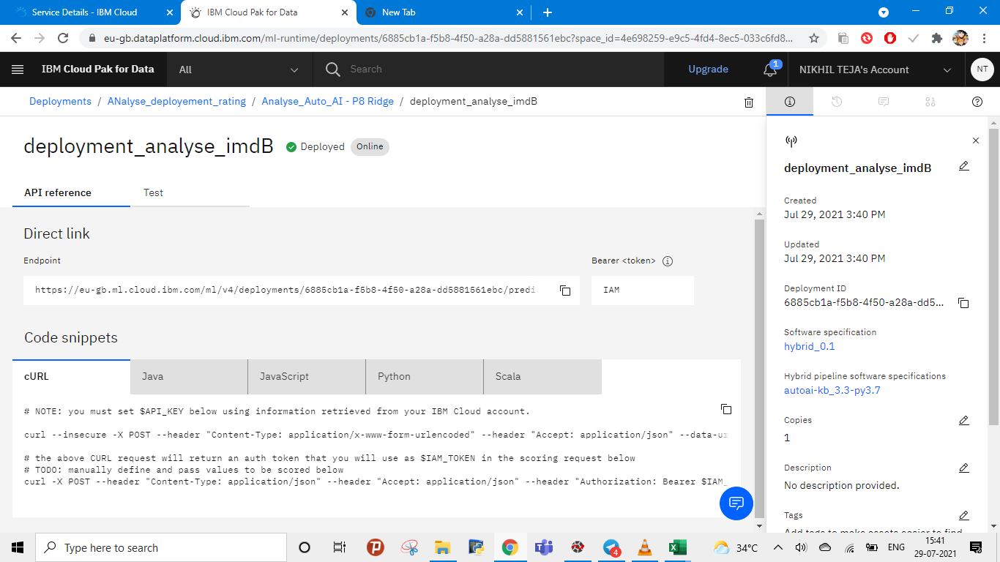 Service Details - IBM Cloud
IBM Cloud Pak for Data
New Tab
eu-gb.dataplatform.cloud.ibm.com/ml-runtime/deployments/6885cb1a-f5b8-4f50-a28a-dd5881561ebc?space_id=4e698259-e9c5-4fd4-8ec5-033c6fd8...
IBM Cloud Pak for Data
All
Search
Upgrade
1
NIKHIL TEJA's Account
NT
Deployments / ANalyse_deployement_rating / Analyse_Auto_AI - P8 Ridge / deployment_analyse_imdB
deployment_analyse_imdB
Deployed
Online
API reference
Test
Direct link
Endpoint
Bearer <token>
https://eu-gb.ml.cloud.ibm.com/ml/v4/deployments/6885cb1a-f5b8-4f50-a28a-dd5881561ebc/predi
IAM
Code snippets
cURL
Java
JavaScript
Python
Scala
# NOTE: you must set $API_KEY below using information retrieved from your IBM Cloud account.
curl --insecure -X POST --header "Content-Type: application/x-www-form-urlencoded" --header "Accept: application/json" --data-ur
# the above CURL request will return an auth token that you will use as $IAM_TOKEN in the scoring request below
# TODO: manually define and pass values to be scored below
curl -X POST --header "Content-Type: application/json" --header "Accept: application/json" --header "Authorization: Bearer $IAM_
deployment_analyse_imdB
Created
Jul 29, 2021 3:40 PM
Updated
Jul 29, 2021 3:40 PM
Deployment ID
6885cb1a-f5b8-4f50-a28a-dd5...
Software specification
hybrid_0.1
Hybrid pipeline software specifications
autoai-kb_3.3-py3.7
Copies
1
Description
No description provided.
Tags
Add tags to make assets easier to find
Type here to search
4
34°C
ENG
15:41
29-07-2021